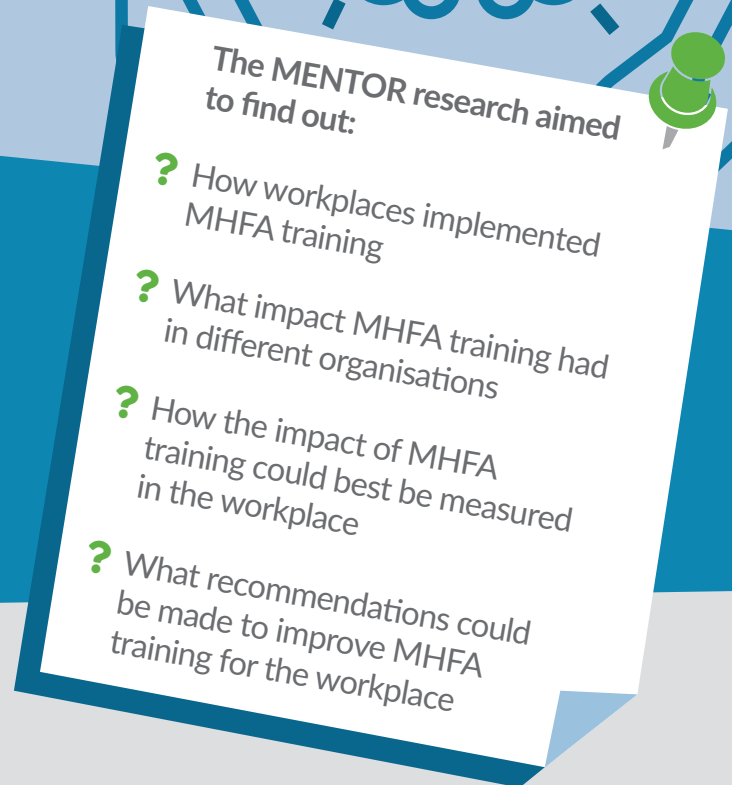 The MENTOR research aimed
to find out:
? How workplaces implemented
MHFA training
? What impact MHFA training had
in different organisations
? How the impact of MHFA
training could best be measured
in the workplace
? What recommendations could
be made to improve MHFA
training for the workplace